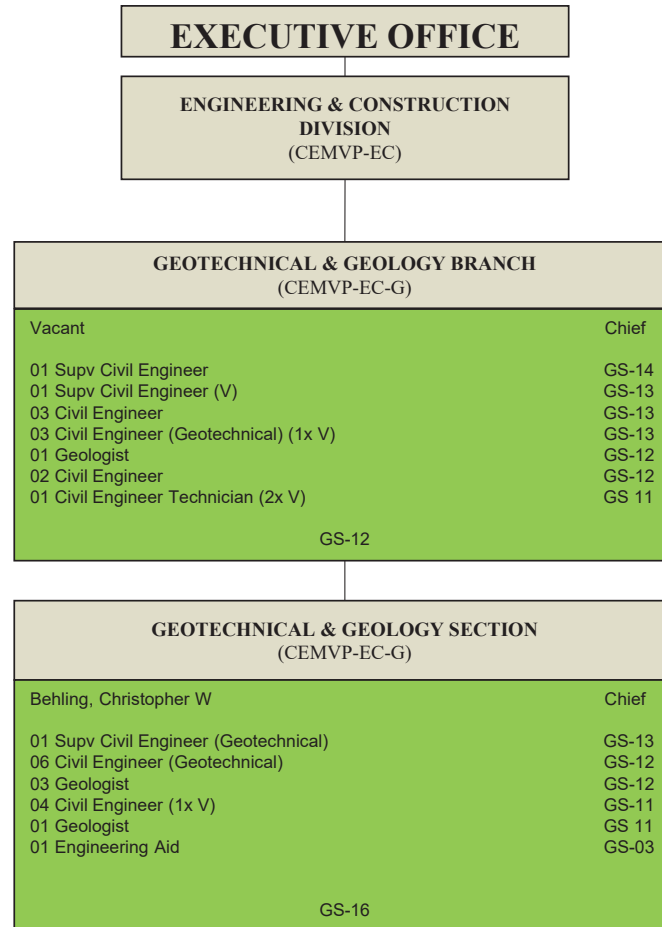 EXECUTIVE OFFICE
ENGINEERING & CONSTRUCTION
DIVISION
(CEMVP-EC)
GEOTECHNICAL & GEOLOGY BRANCH
(CEMVP-EC-G)
Vacant Chief
01 Supv Civil Engineer GS-14
01 Supv Civil Engineer (V) GS-13
03 Civil Engineer GS-13
03 Civil Engineer (Geotechnical) (1x V) GS-13
01 Geologist GS-12
02 Civil Engineer GS-12
01 Civil Engineer Technician (2x V) GS 11
GS-12
GEOTECHNICAL & GEOLOGY SECTION
(CEMVP-EC-G)
Behling, Christopher W Chief
01 Supv Civil Engineer (Geotechnical) GS-13
06 Civil Engineer (Geotechnical) GS-12
03 Geologist GS-12
04 Civil Engineer (1x V) GS-11
01 Geologist GS 11
01 Engineering Aid GS-03
GS-16